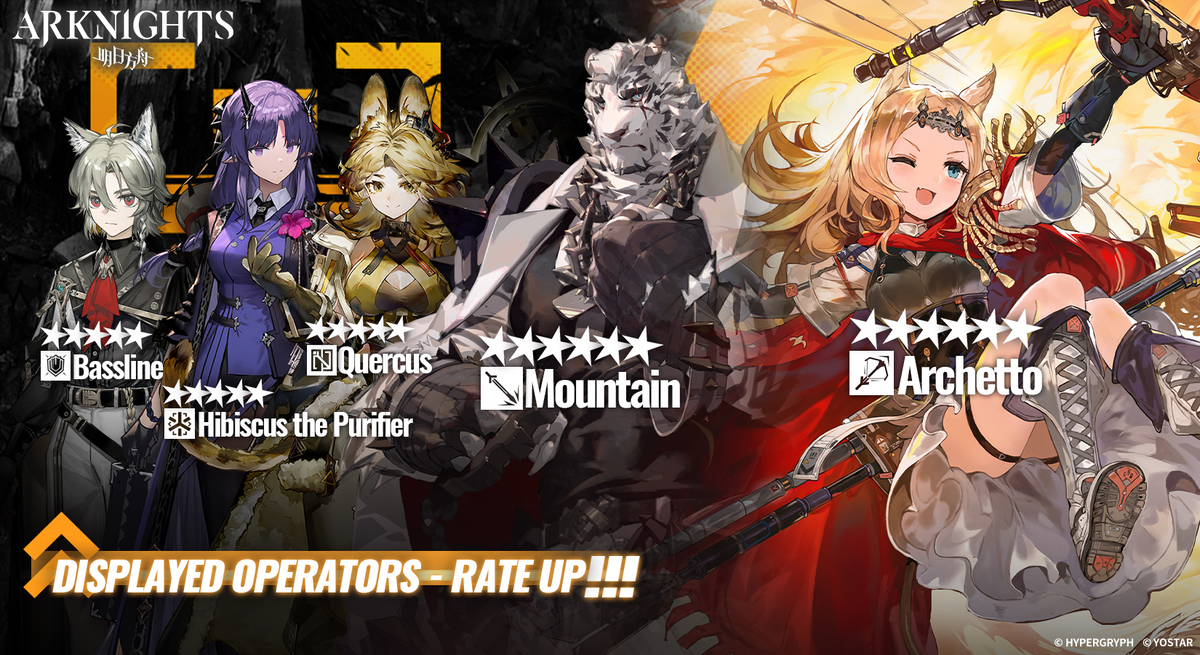 ARKNIGHTS
明日方舟
★★★★★
Bassline
★★★★★
Hibiscus the Purifier
★★★★★
Quercus
★★★★★★
Mountain
★★★★★★
Archetto
DISPLAYED OPERATORS - RATE UP!!!
© HYPERGRYPH © YOSTAR